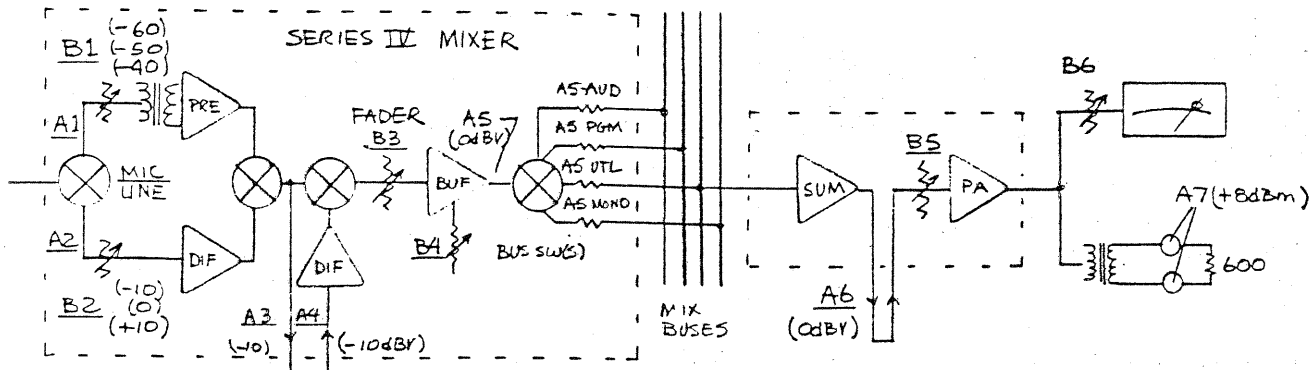 SERIES IV MIXER
B1
(-60)
(-50)
(-40)
PRE
A1
MIC
LINE
A2
DIF
B2
(-10)
(0)
(+10)
A3
(-10)
A4
(-10dBV)
DIF
FADER
B3
BUF
B4
A5
(0dBV)
A5-AUD
A5 PGM
A5 UTL
A5 MONO
BUS SW(S)
MIX
BUSES
SUM
A6
(0dBV)
B5
PA
B6
A7(+8dBm)
600